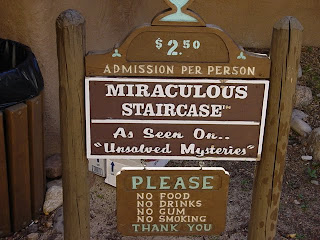 $2.50
ADMISSION PER PERSON
MIRACULOUS
STAIRCASE™
As Seen On..
"Unsolved Mysteries"
PLEASE
NO FOOD
NO DRINKS
NO GUM
NO SMOKING
THANK YOU